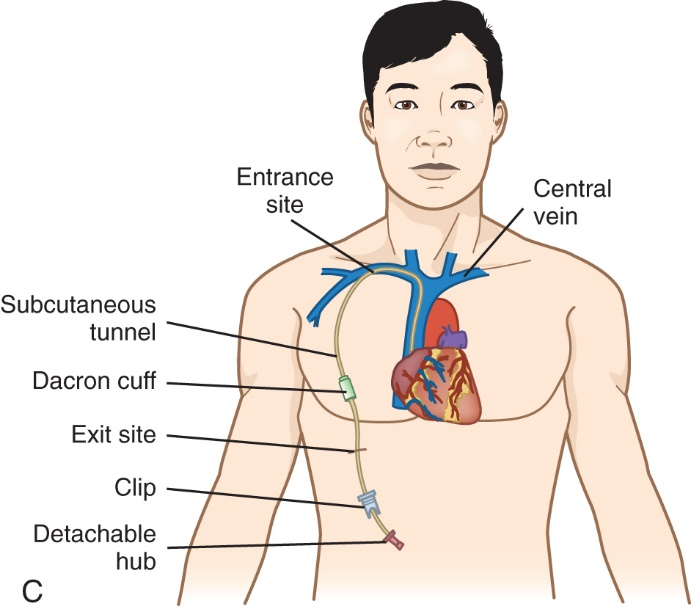 Entrance
site
Central
vein
Subcutaneous
tunnel
Dacron cuff
Exit site
Clip
Detachable
hub
C